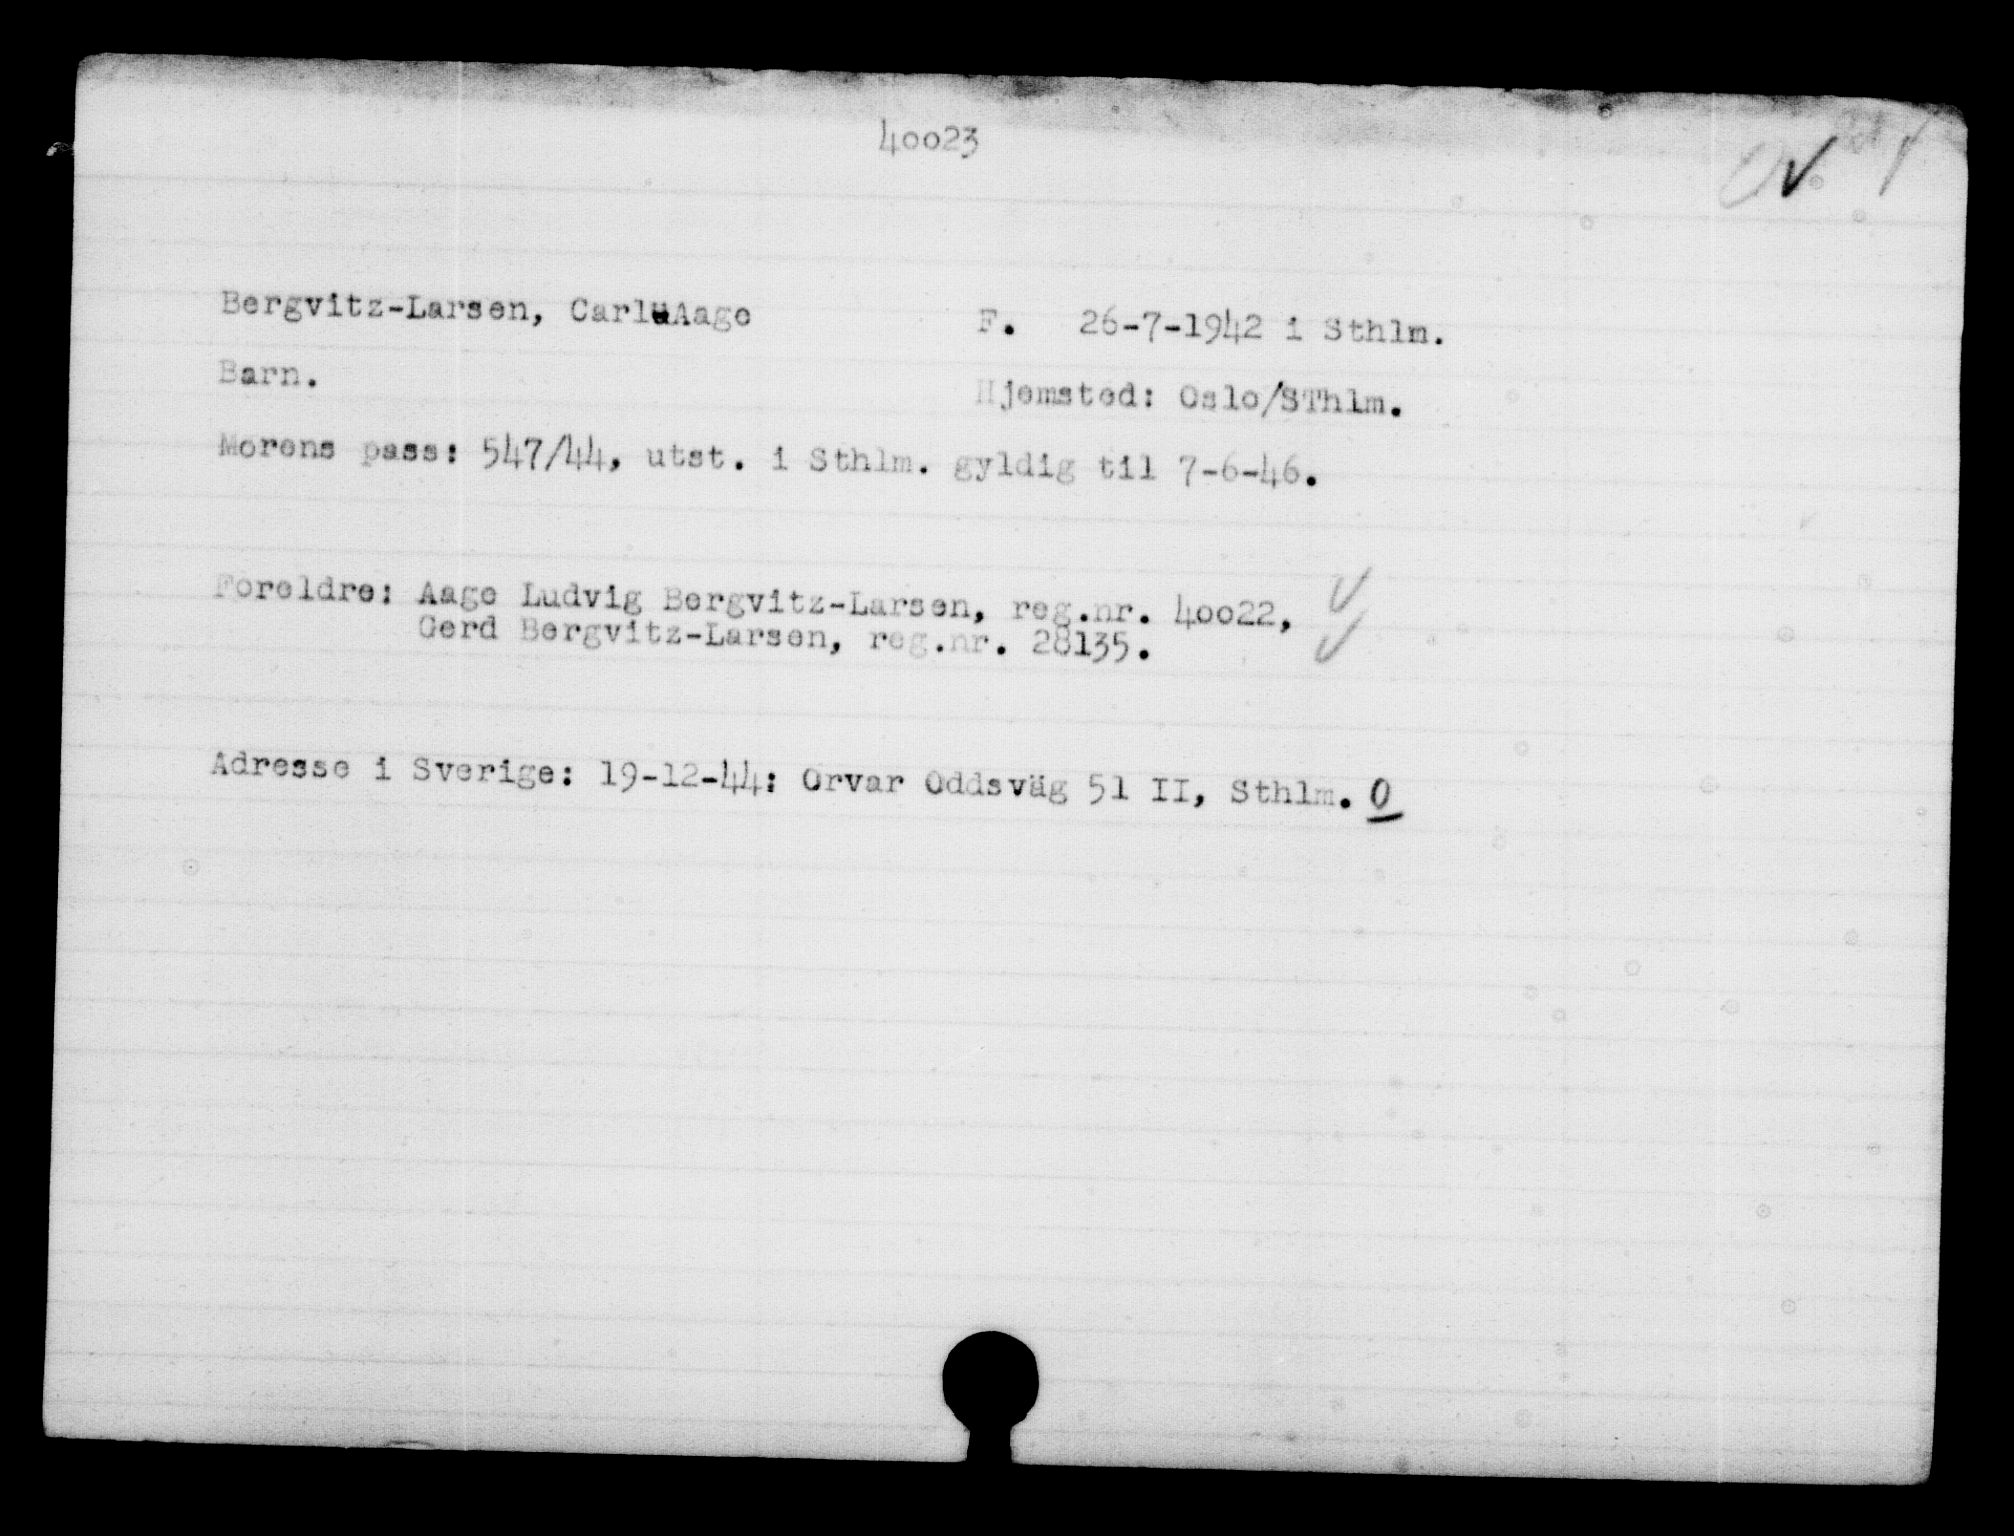 40023
Bergvitz-Larsen, Carl Aage F. 26-7-1942 i Sthlm.
Barn. Hjemsted: Oslo/SThlm.
Morens pass: 547/44, utst. i Sthlm. gyldig til 7-6-46.
Foreldre: Aage Ludvig Bergvitz-Larsen, reg.nr. 40022,
Gerd Bergvitz-Larsen, reg.nr. 28135.
Adresse i Sverige: 19-12-44: Orvar Oddsväg 51 II, Sthlm. O